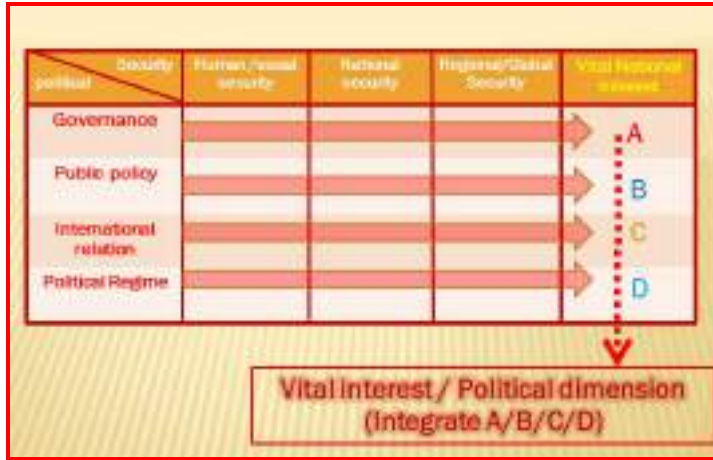 Security
political
Human/social
security
National
security
Regional/Global
Security
Vital National
interest
Governance
A
Public policy
B
International
relation
C
Political Regime
D
Vital Interest / Political dimension
(Integrate A/B/C/D)